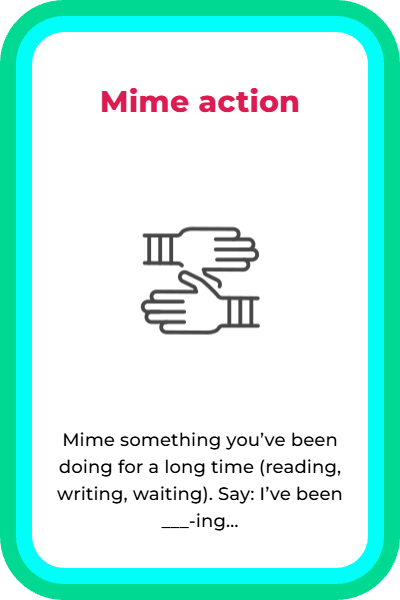 Mime action
Mime something you’ve been
doing for a long time (reading,
writing, waiting). Say: I’ve been
___-ing...